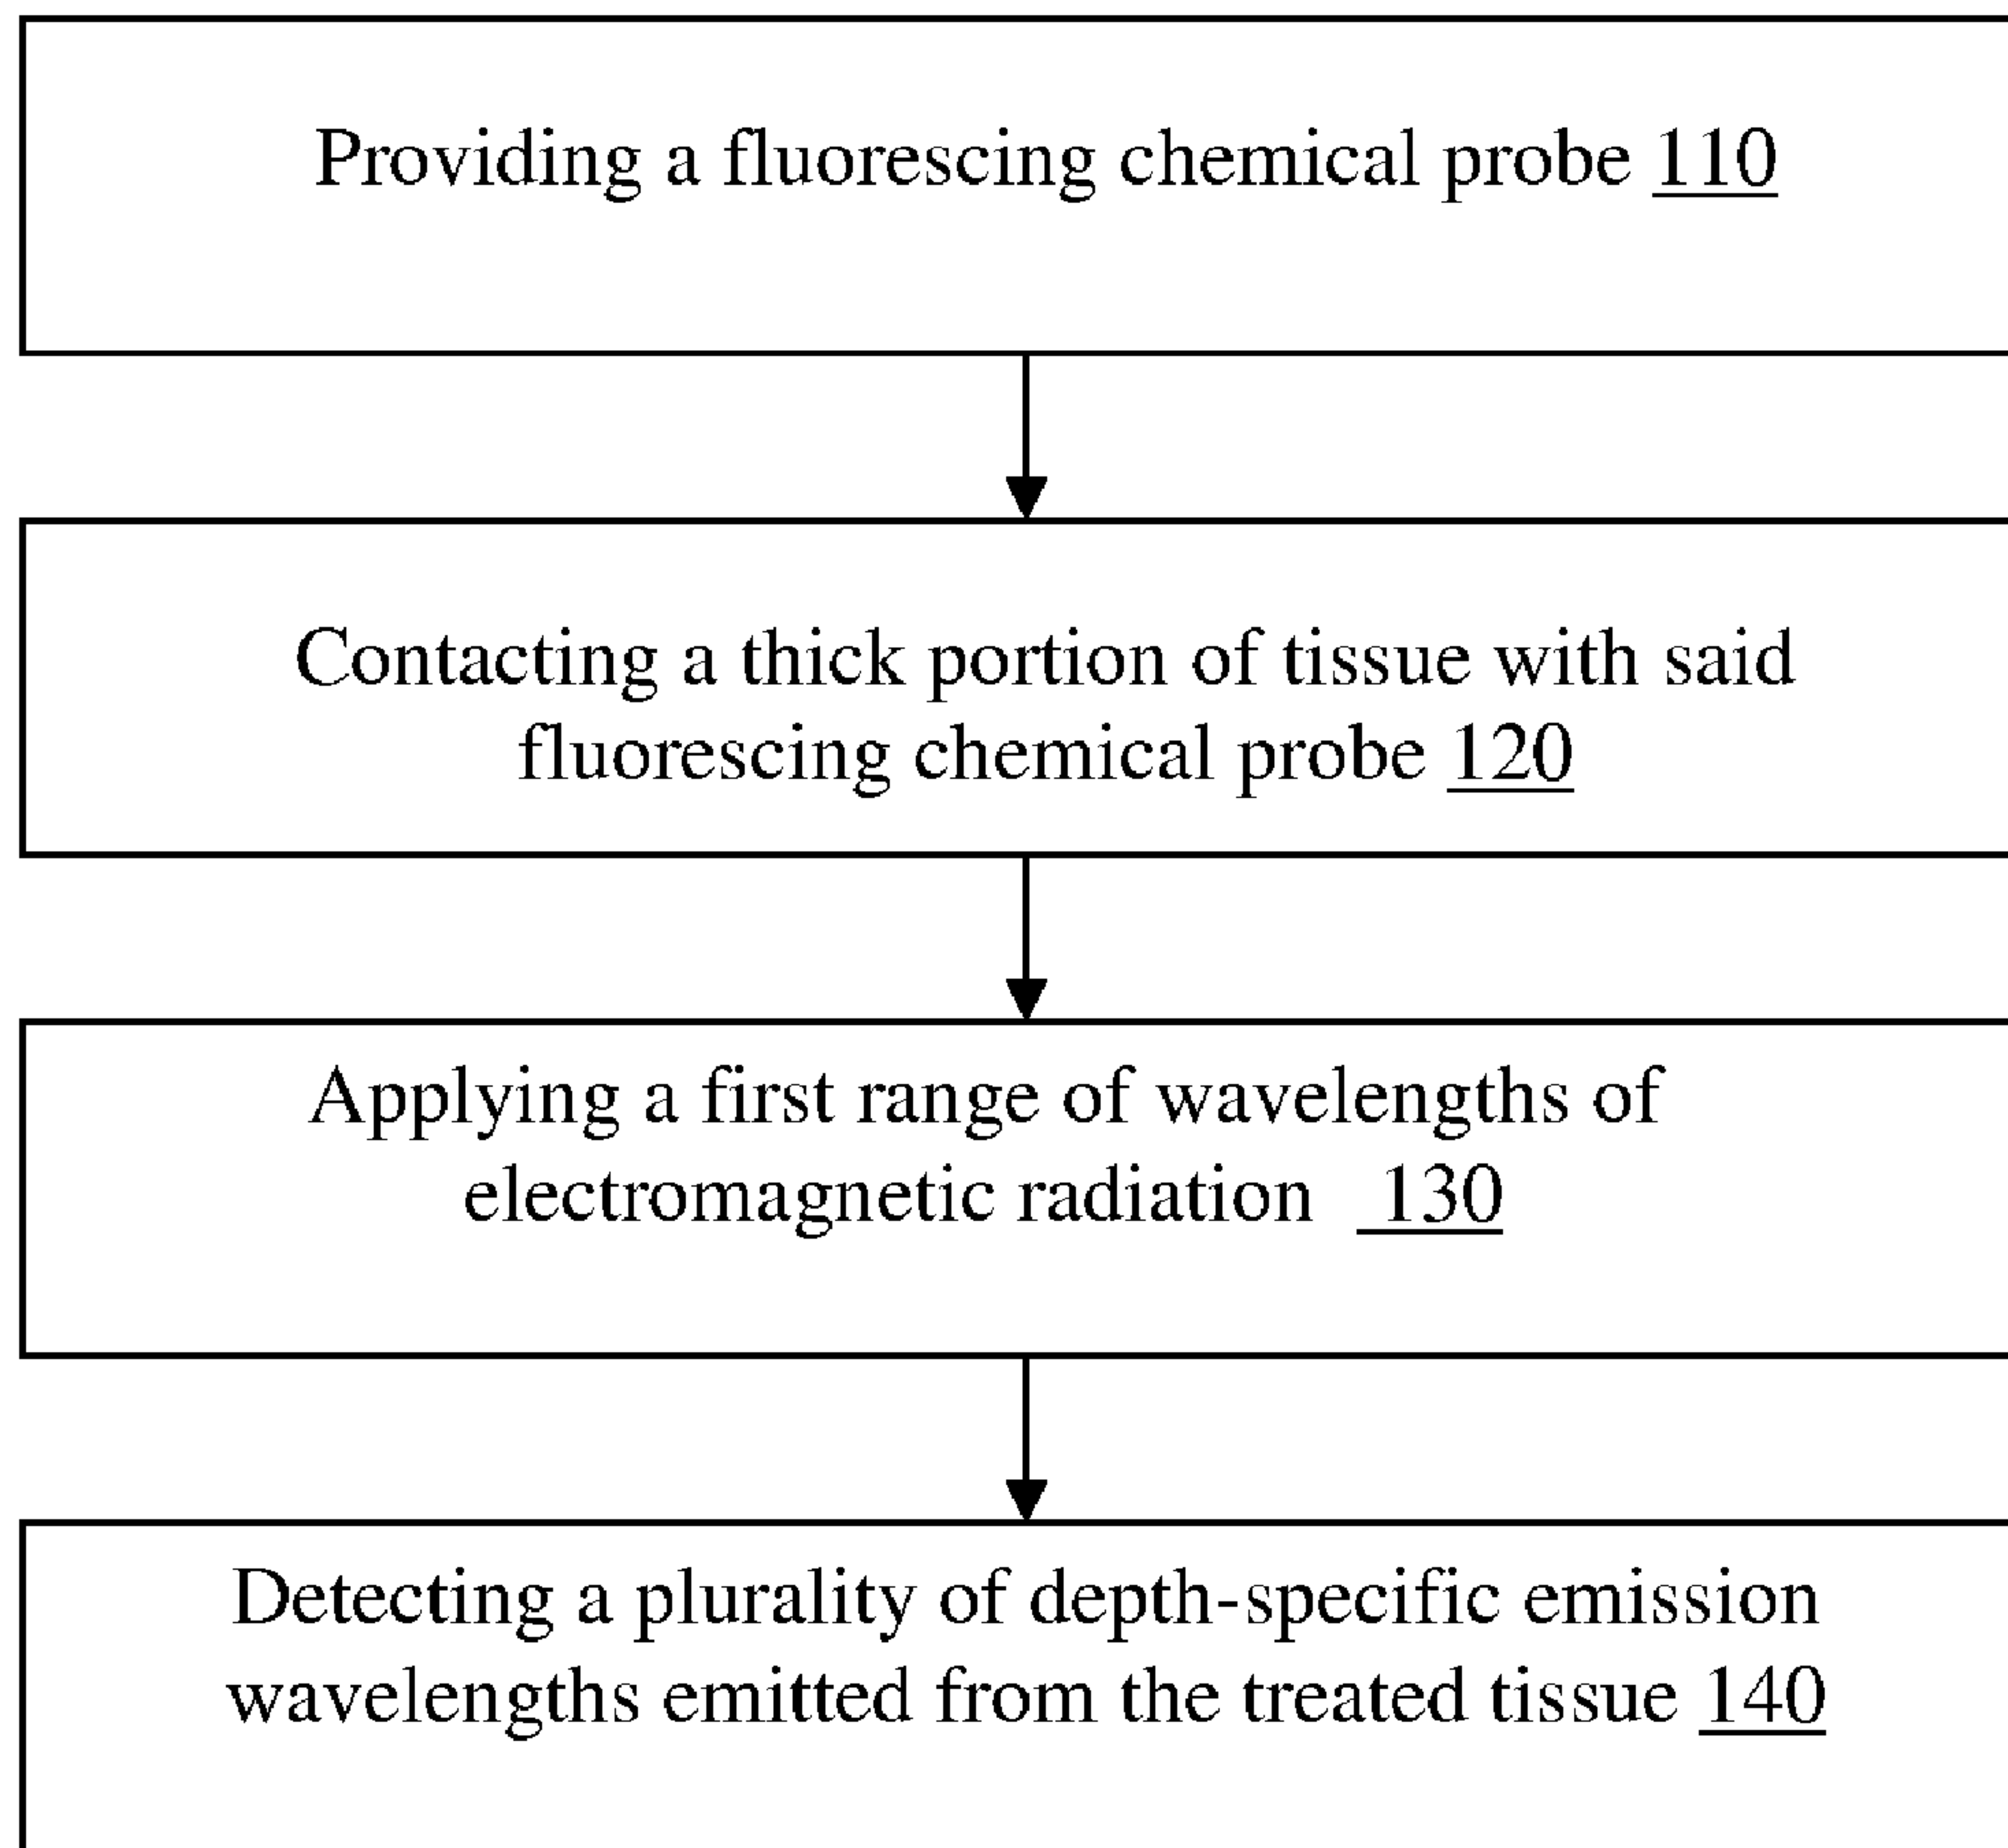 Providing a fluorescing chemical probe 110
Contacting a thick portion of tissue with said
fluorescing chemical probe 120
Applying a first range of wavelengths of
electromagnetic radiation 130
Detecting a plurality of depth-specific emission
wavelengths emitted from the treated tissue 140